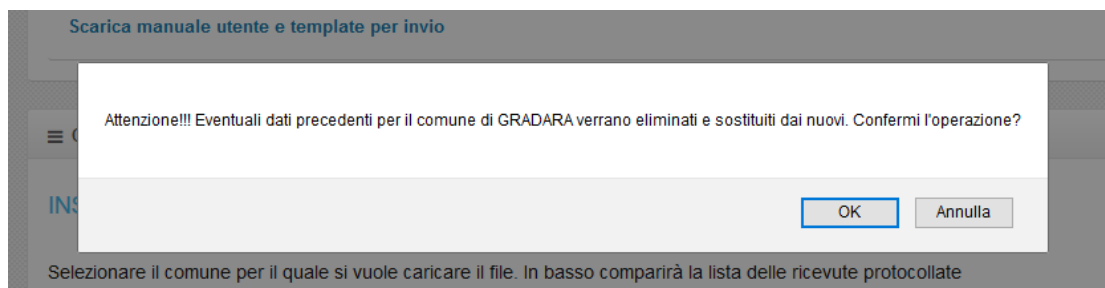 Scarica manuale utente e template per invio
Attenzione!!! Eventuali dati precedenti per il comune di GRADARA verrano eliminati e sostituiti dai nuovi. Confermi l'operazione?
OK
Annulla
Selezionare il comune per il quale si vuole caricare il file. In basso comparirà la lista delle ricevute protocollate